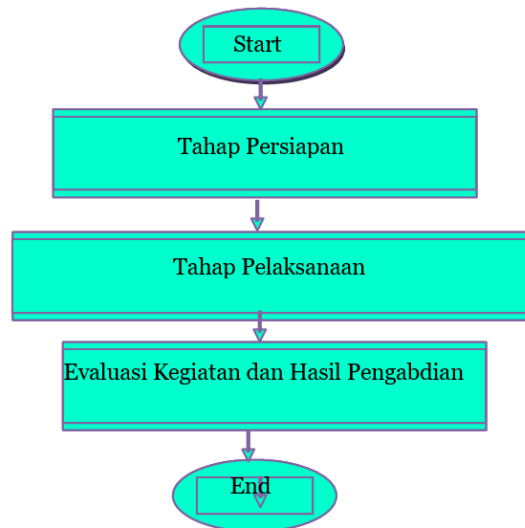 Start
Tahap Persiapan
Tahap Pelaksanaan
Evaluasi Kegiatan dan Hasil Pengabdian
End